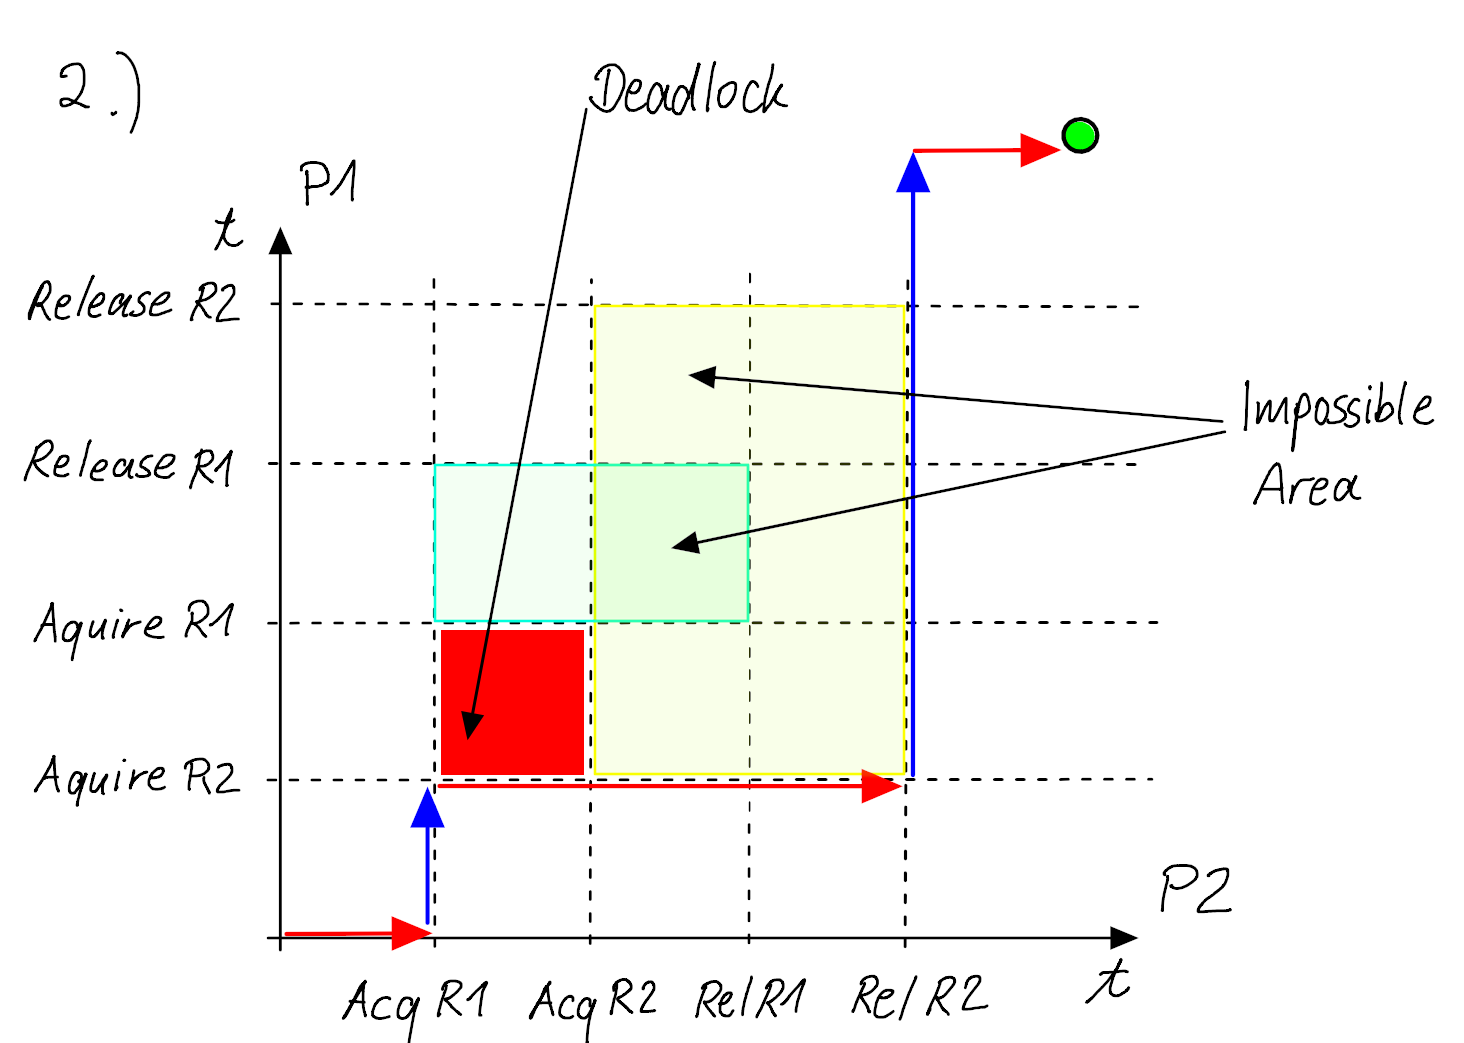 2.)
Deadlock
P1
t
Release R2
Release R1
Impossible
Area
Aquire R1
Aquire R2
P2
t
Acq R1 Acq R2 Rel R1 Rel R2